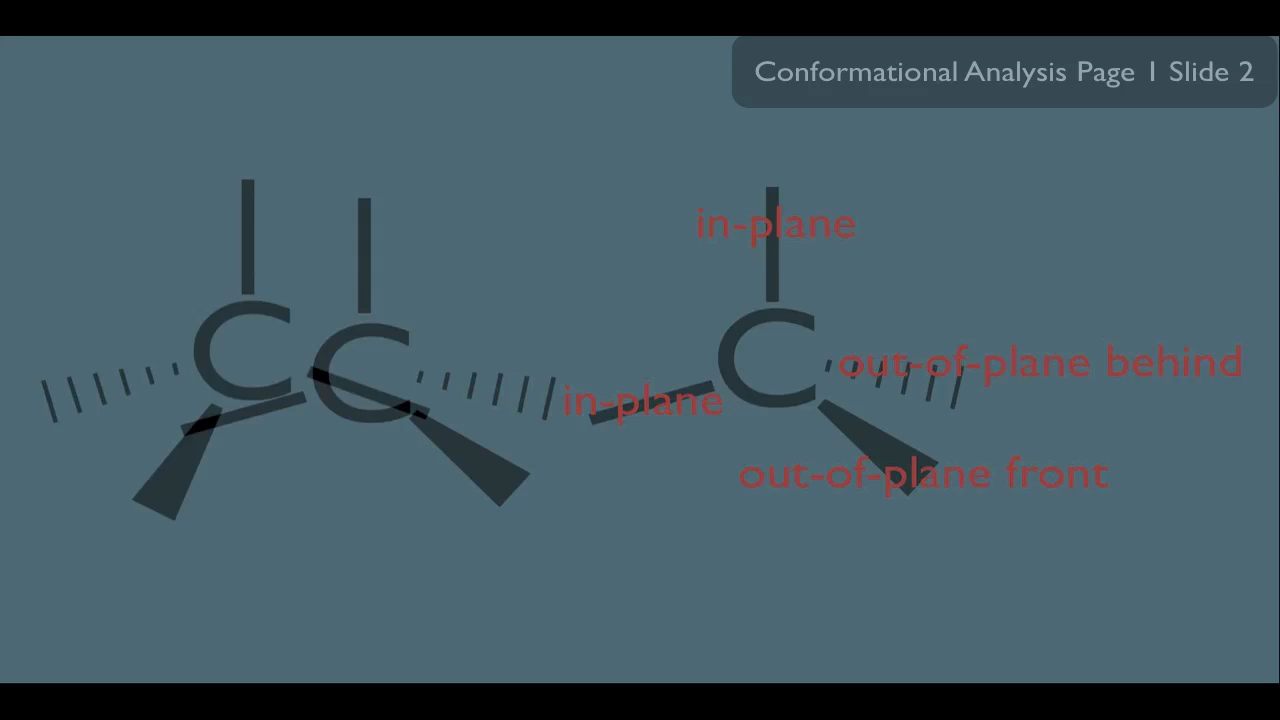 Conformational Analysis Page 1 Slide 2
in-plane
C
C
C
out-of-plane behind
in-plane
out-of-plane front